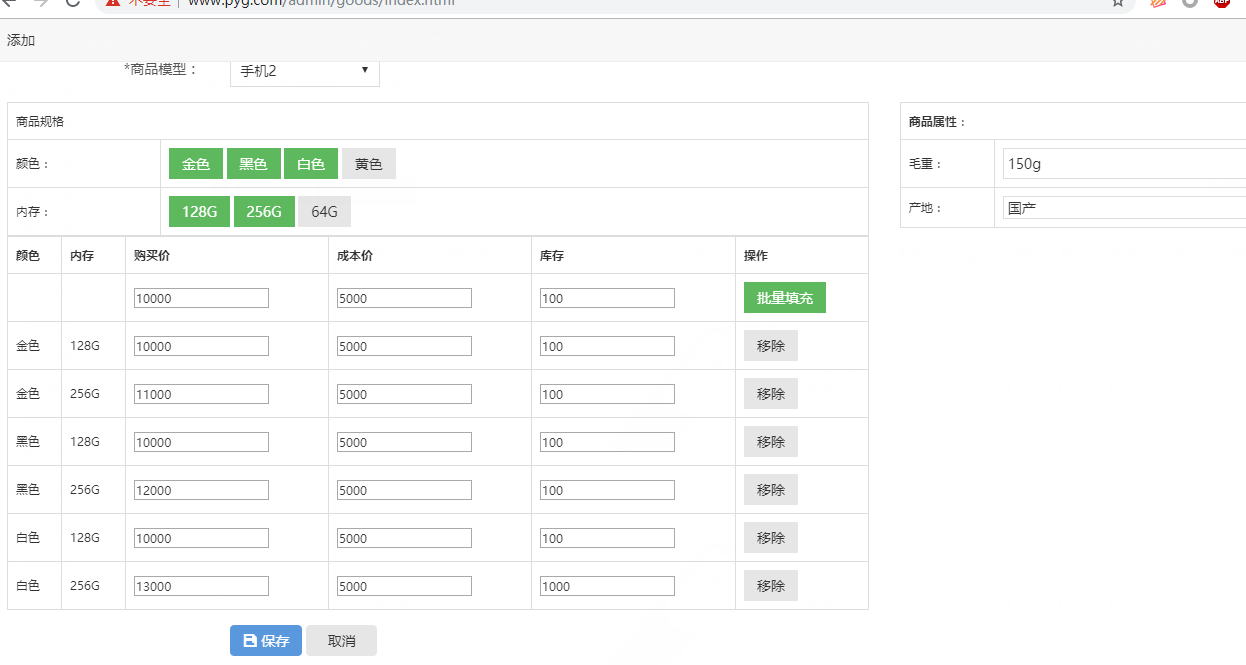 不安全 | www.pyg.com/admin/goods/index.html
ABP
添加
*商品模型： 手机2
商品规格
颜色： 金色 黑色 白色 黄色
内存： 128G 256G 64G
颜色 内存 购买价 成本价 库存 操作
10000 5000 100 批量填充
金色 128G 10000 5000 100 移除
金色 256G 11000 5000 100 移除
黑色 128G 10000 5000 100 移除
黑色 256G 12000 5000 100 移除
白色 128G 10000 5000 100 移除
白色 256G 13000 5000 1000 移除
商品属性：
毛重： 150g
产地： 国产
保存 取消